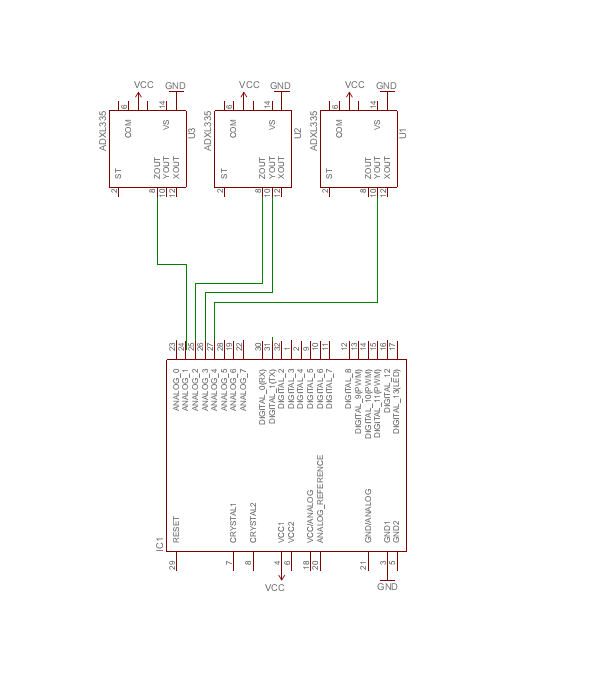 VCC GND VCC GND VCC GND
6 14 6 14 6 14
ADXL335 COM VS U3 ADXL335 COM VS U2 ADXL335 COM VS U1
ST ZOUT YOUT XOUT ST ZOUT YOUT XOUT ST ZOUT YOUT XOUT
2 8 10 12 2 8 10 12 2 8 10 12
23 24 25 26 27 28 19 22 30 31 32 1 2 9 10 11 12 13 14 15 16 17
ANALOG_0
ANALOG_1
ANALOG_2
ANALOG_3
ANALOG_4
ANALOG_5
ANALOG_6
ANALOG_7
DIGITAL_0(RX)
DIGITAL_1(TX)
DIGITAL_2
DIGITAL_3
DIGITAL_4
DIGITAL_5
DIGITAL_6
DIGITAL_7
DIGITAL_8
DIGITAL_9(PWM)
DIGITAL_10(PWM)
DIGITAL_11(PWM)
DIGITAL_12
DIGITAL_13(LED)
IC1
RESET
CRYSTAL1
CRYSTAL2
VCC1
VCC2
VCC/ANALOG
ANALOG_REFERENCE
GND/ANALOG
GND1
GND2
29 7 8 4 6 18 20 21 3 5
VCC GND